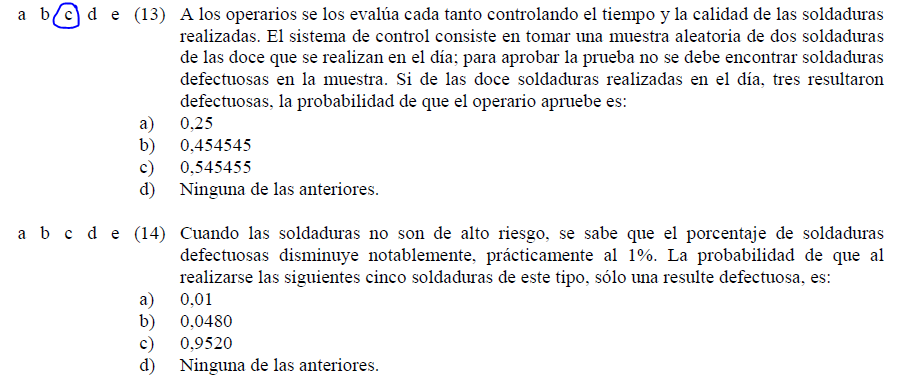 a b c d e (13) A los operarios se los evalúa cada tanto controlando el tiempo y la calidad de las soldaduras
realizadas. El sistema de control consiste en tomar una muestra aleatoria de dos soldaduras
de las doce que se realizan en el día; para aprobar la prueba no se debe encontrar soldaduras
defectuosas en la muestra. Si de las doce soldaduras realizadas en el día, tres resultaron
defectuosas, la probabilidad de que el operario apruebe es:
a) 0,25
b) 0,454545
c) 0,545455
d) Ninguna de las anteriores.
a b c d e (14) Cuando las soldaduras no son de alto riesgo, se sabe que el porcentaje de soldaduras
defectuosas disminuye notablemente, prácticamente al 1%. La probabilidad de que al
realizarse las siguientes cinco soldaduras de este tipo, sólo una resulte defectuosa, es:
a) 0,01
b) 0,0480
c) 0,9520
d) Ninguna de las anteriores.